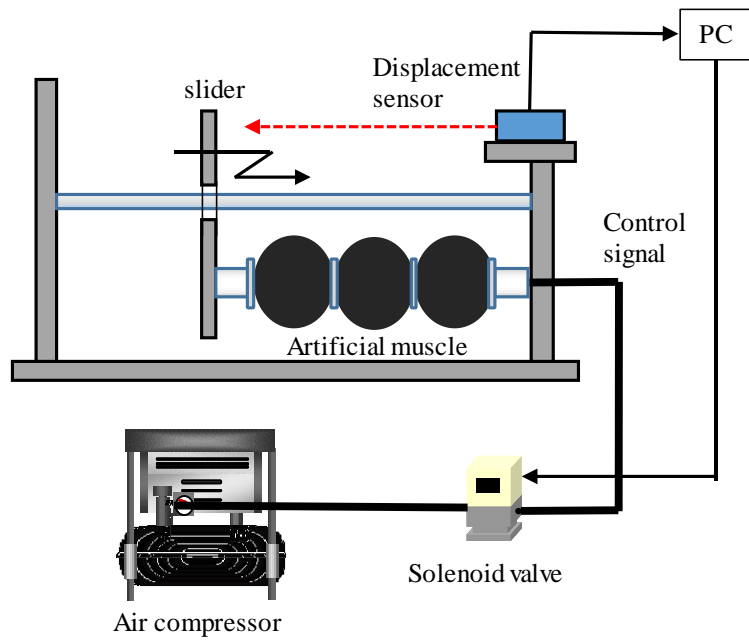 PC
Displacement
sensor
slider
Control
signal
Artificial muscle
Solenoid valve
Air compressor